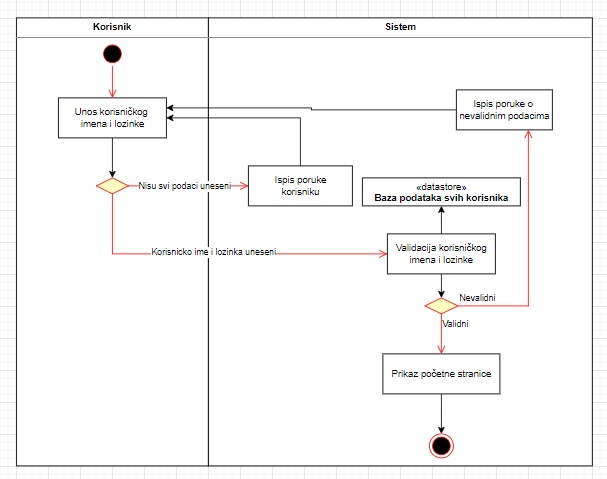 Korisnik
Sistem
Unos korisničkog
imena i lozinke
Ispis poruke o
nevalidnim podacima
Nisu svi podaci uneseni
Ispis poruke
korisniku
«datastore»
Baza podataka svih korisnika
Korisnicko ime i lozinka uneseni
Validacija korisničkog
imena i lozinke
Nevalidni
Validni
Prikaz početne stranice